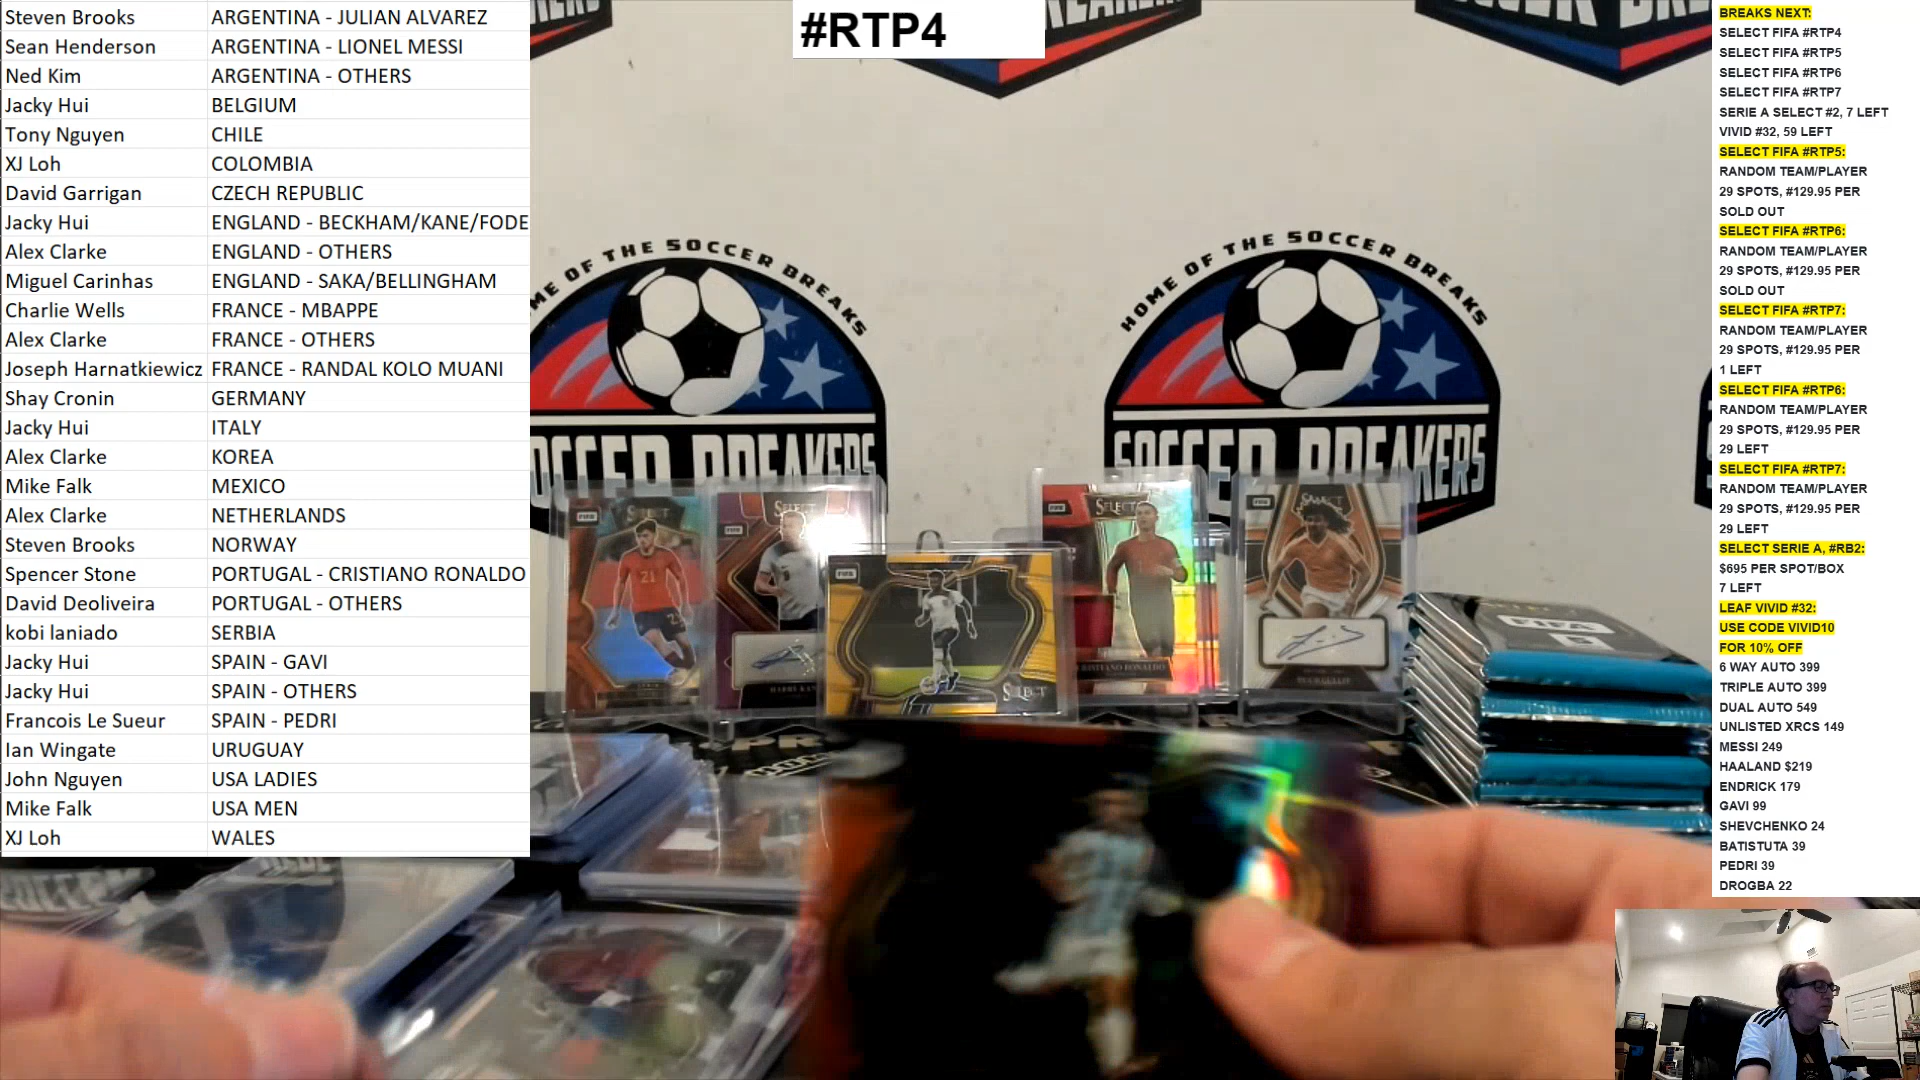 Steven Brooks ARGENTINA - JULIAN ALVAREZ
Sean Henderson ARGENTINA - LIONEL MESSI
Ned Kim ARGENTINA - OTHERS
Jacky Hui BELGIUM
Tony Nguyen CHILE
XJ Loh COLOMBIA
David Garrigan CZECH REPUBLIC
Jacky Hui ENGLAND - BECKHAM/KANE/FODE
Alex Clarke ENGLAND - OTHERS
Miguel Carinhas ENGLAND - SAKA/BELLINGHAM
Charlie Wells FRANCE - MBAPPE
Alex Clarke FRANCE - OTHERS
Joseph Harnatkiewicz FRANCE - RANDAL KOLO MUANI
Shay Cronin GERMANY
Jacky Hui ITALY
Alex Clarke KOREA
Mike Falk MEXICO
Alex Clarke NETHERLANDS
Steven Brooks NORWAY
Spencer Stone PORTUGAL - CRISTIANO RONALDO
David Deoliveira PORTUGAL - OTHERS
kobi laniado SERBIA
Jacky Hui SPAIN - GAVI
Jacky Hui SPAIN - OTHERS
Francois Le Sueur SPAIN - PEDRI
Ian Wingate URUGUAY
John Nguyen USA LADIES
Mike Falk USA MEN
XJ Loh WALES
#RTP4
ME OF THE SOCCER BREAKS
SOCCER BREAKERS
HOME OF THE SOCCER BREAKS
SOCCER BREAKERS
SELECT
SELECT
SELECT
SELECT
SELECT
FIFA
BREAKS NEXT:
SELECT FIFA #RTP4
SELECT FIFA #RTP5
SELECT FIFA #RTP6
SELECT FIFA #RTP7
SERIE A SELECT #2, 7 LEFT
VIVID #32, 59 LEFT
SELECT FIFA #RTP5:
RANDOM TEAM/PLAYER
29 SPOTS, #129.95 PER
SOLD OUT
SELECT FIFA #RTP6:
RANDOM TEAM/PLAYER
29 SPOTS, #129.95 PER
SOLD OUT
SELECT FIFA #RTP7:
RANDOM TEAM/PLAYER
29 SPOTS, #129.95 PER
1 LEFT
SELECT FIFA #RTP6:
RANDOM TEAM/PLAYER
29 SPOTS, #129.95 PER
29 LEFT
SELECT FIFA #RTP7:
RANDOM TEAM/PLAYER
29 SPOTS, #129.95 PER
29 LEFT
SELECT SERIE A, #RB2:
$695 PER SPOT/BOX
7 LEFT
LEAF VIVID #32:
USE CODE VIVID10
FOR 10% OFF
6 WAY AUTO 399
TRIPLE AUTO 399
DUAL AUTO 549
UNLISTED XRCS 149
MESSI 249
HAALAND $219
ENDRICK 179
GAVI 99
SHEVCHENKO 24
BATISTUTA 39
PEDRI 39
DROGBA 22